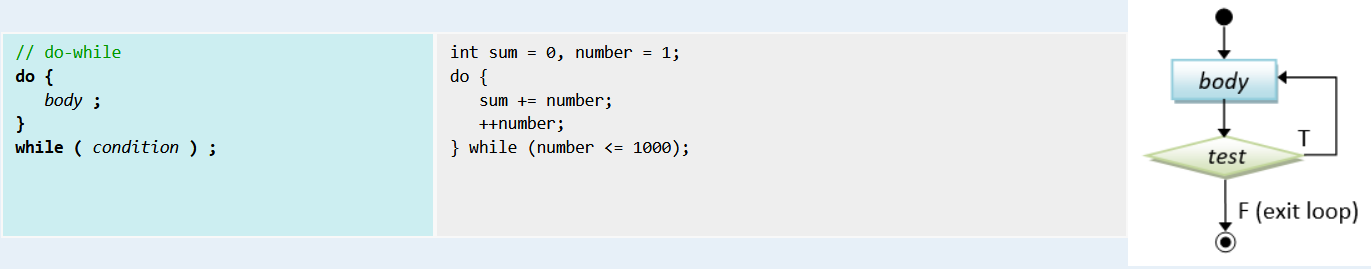 // do-while
do {
   body ;
}
while ( condition ) ;
int sum = 0, number = 1;
do {
   sum += number;
   ++number;
} while (number <= 1000);
body
T
test
F (exit loop)